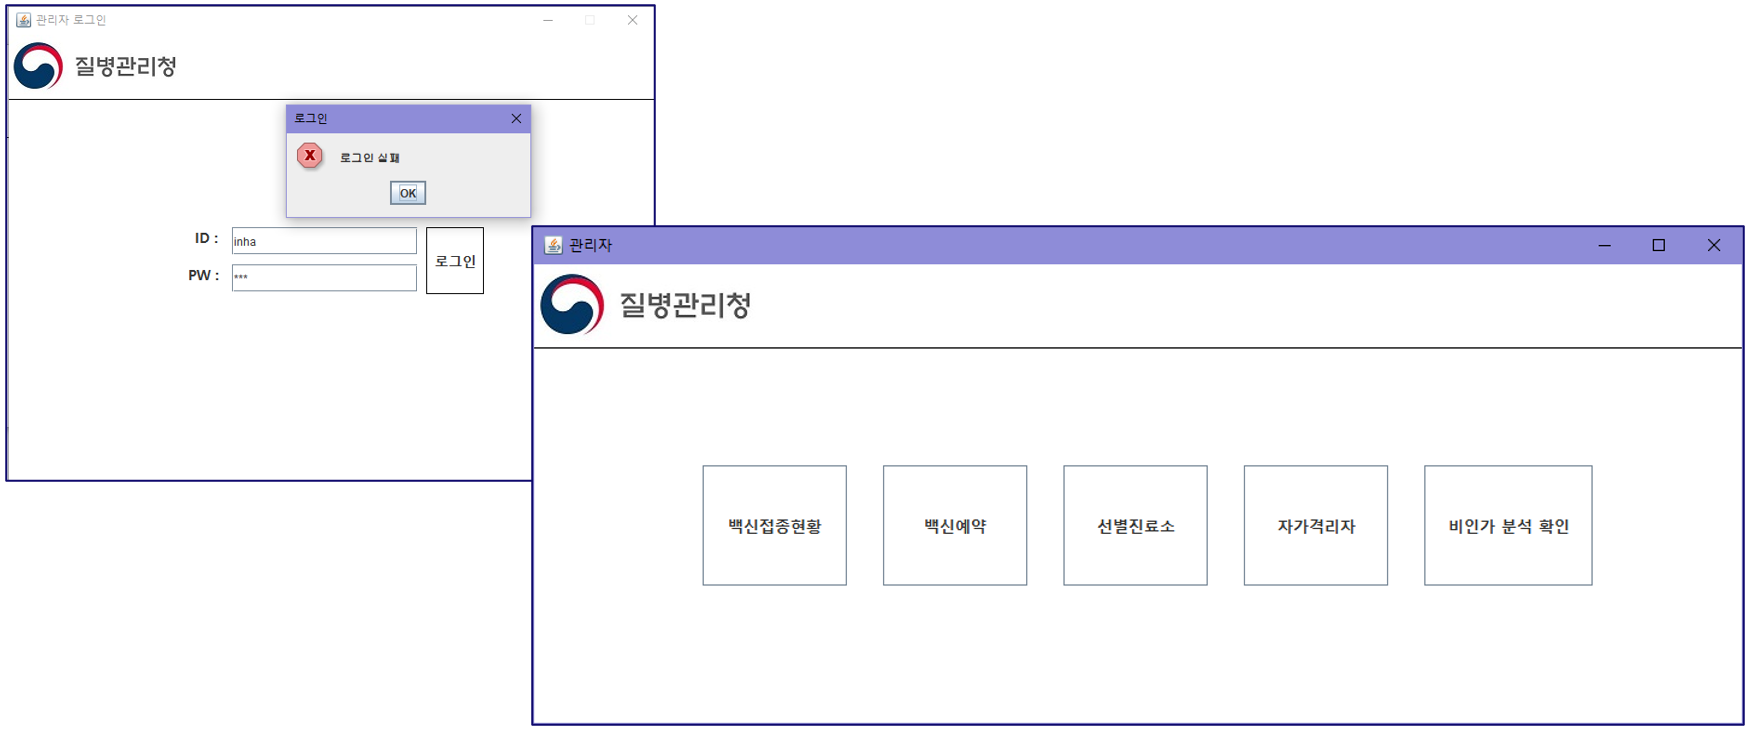 관리자 로그인
질병관리청
로그인
로그인 실패
OK
ID :
inha
PW :
***
로그인
관리자
질병관리청
백신접종현황
백신예약
선별진료소
자가격리자
비인가 분석 확인